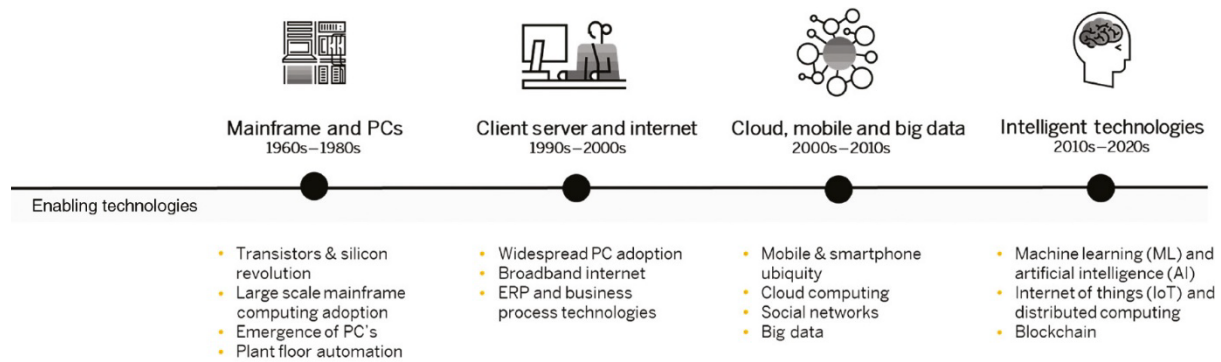 Mainframe and PCs
1960s–1980s
Client server and internet
1990s–2000s
Cloud, mobile and big data
2000s–2010s
Intelligent technologies
2010s–2020s
Enabling technologies
• Transistors & silicon
revolution
• Large scale mainframe
computing adoption
• Emergence of PC's
• Plant floor automation
• Widespread PC adoption
• Broadband internet
• ERP and business
process technologies
• Mobile & smartphone
ubiquity
• Cloud computing
• Social networks
• Big data
• Machine learning (ML) and
artificial intelligence (AI)
• Internet of things (IoT) and
distributed computing
• Blockchain